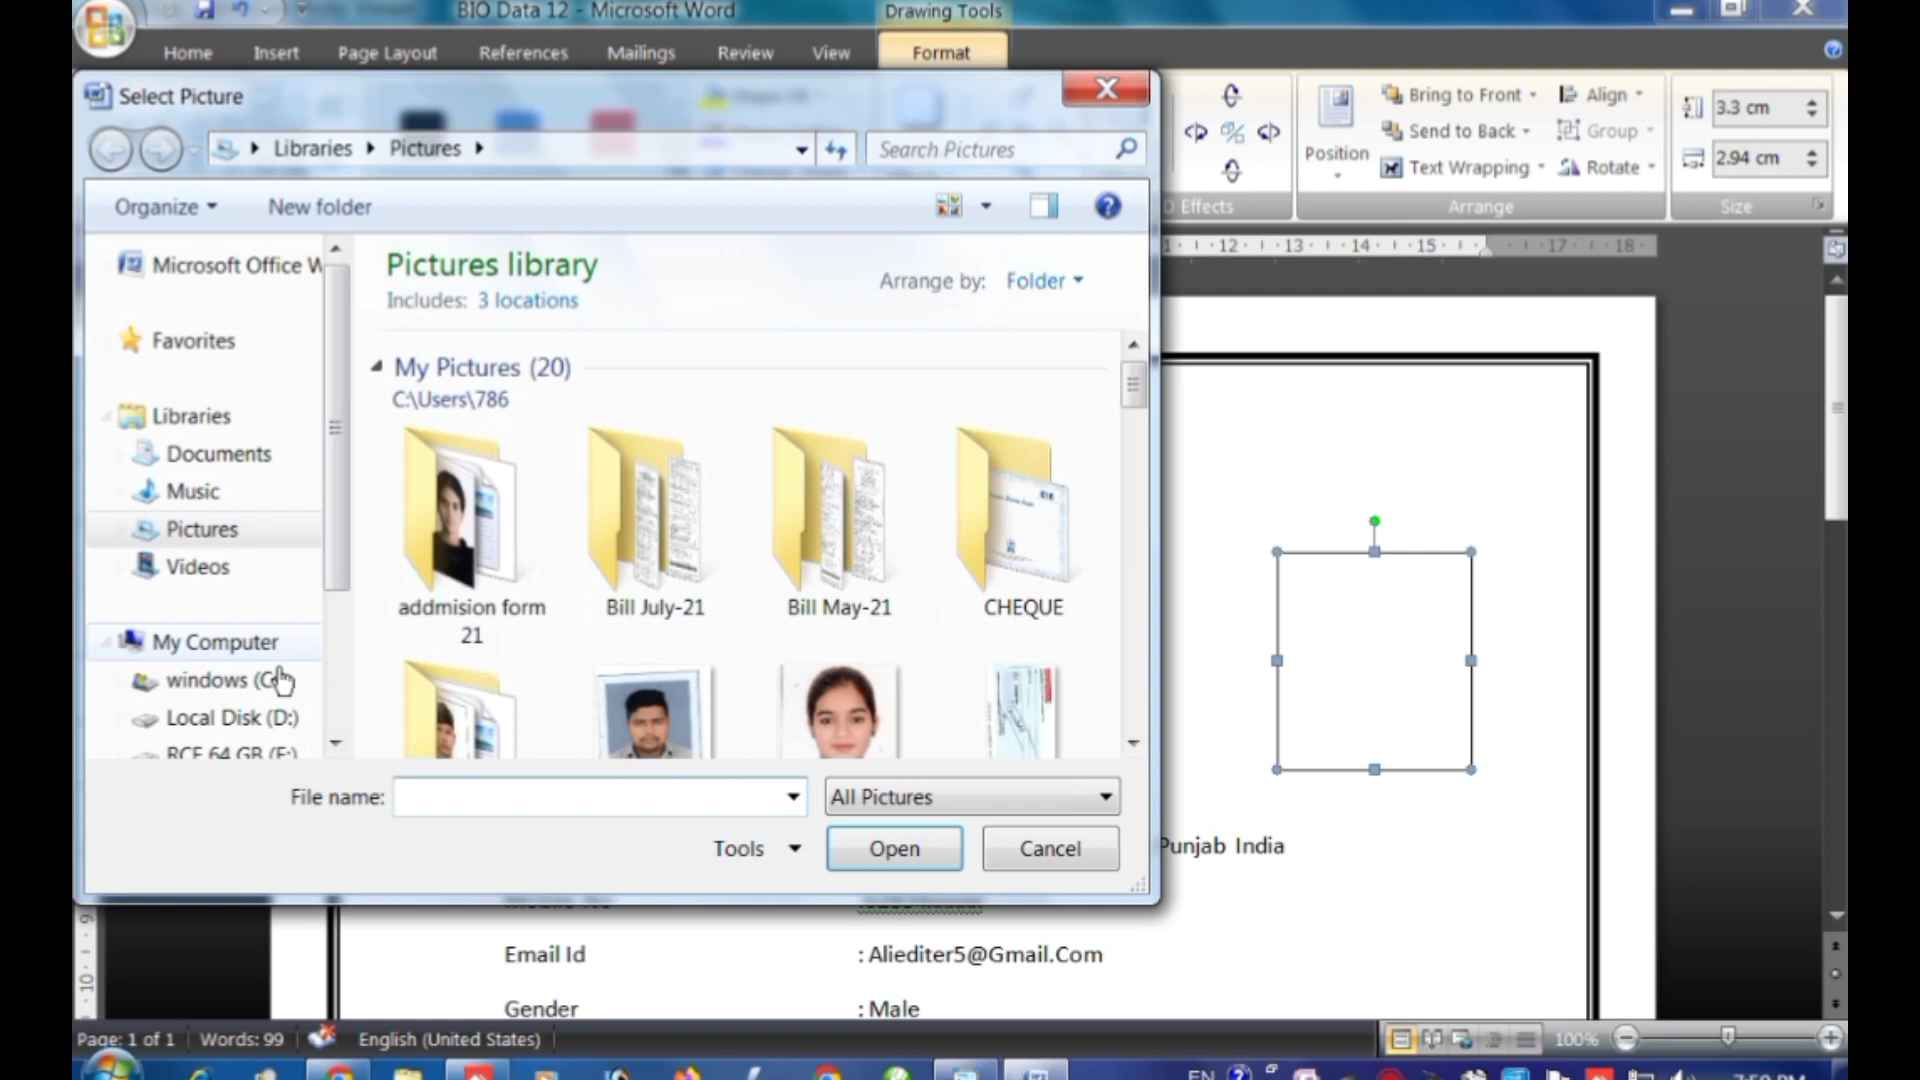 BIO Data 12 - Microsoft Word
Drawing Tools
Home Insert Page Layout References Mailings Review View Format
Select Picture
Libraries Pictures
Search Pictures
Organize New folder
Bring to Front Align
Send to Back Group
Position
Text Wrapping Rotate
3.3 cm
2.94 cm
Effects Arrange Size
12 13 14 15 17 18
Microsoft Office W
Favorites
Libraries
Documents
Music
Pictures
Videos
My Computer
windows (C
Local Disk (D:)
RCE 64 GB (F:)
Pictures library
Includes: 3 locations
Arrange by: Folder
My Pictures (20)
C:\Users\786
addmision form 21
Bill July-21
Bill May-21
CHEQUE
File name:
All Pictures
Tools Open Cancel
Punjab India
Email Id : Aliediter5@Gmail.Com
Gender : Male
Page: 1 of 1 Words: 99 English (United States) 100%
EN